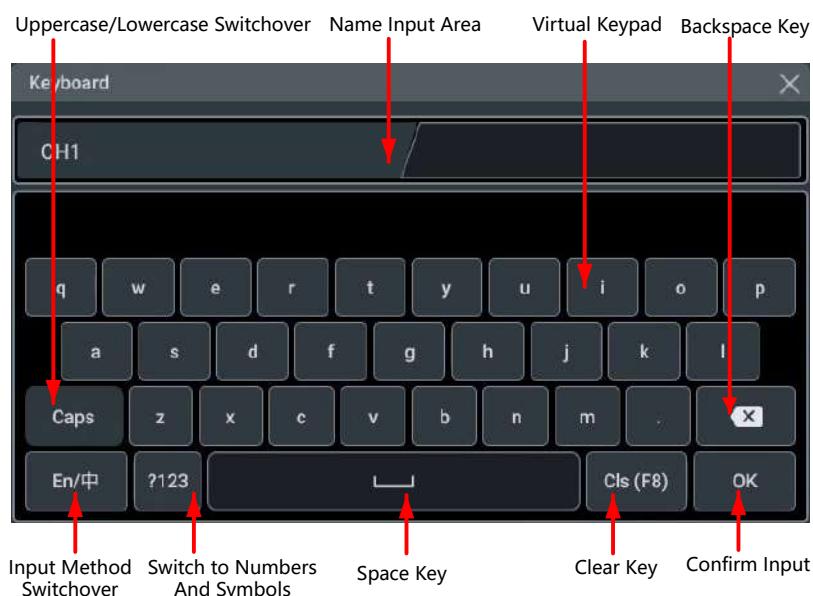 Uppercase/Lowercase Switchover Name Input Area Virtual Keypad Backspace Key
Keyboard
CH1
q w e r t y u i o p
a s d f g h j k l
Caps z x c v b n m .
En/中 ?123 Cls (F8) OK
Input Method Switchover
Switch to Numbers And Symbols
Space Key
Clear Key
Confirm Input